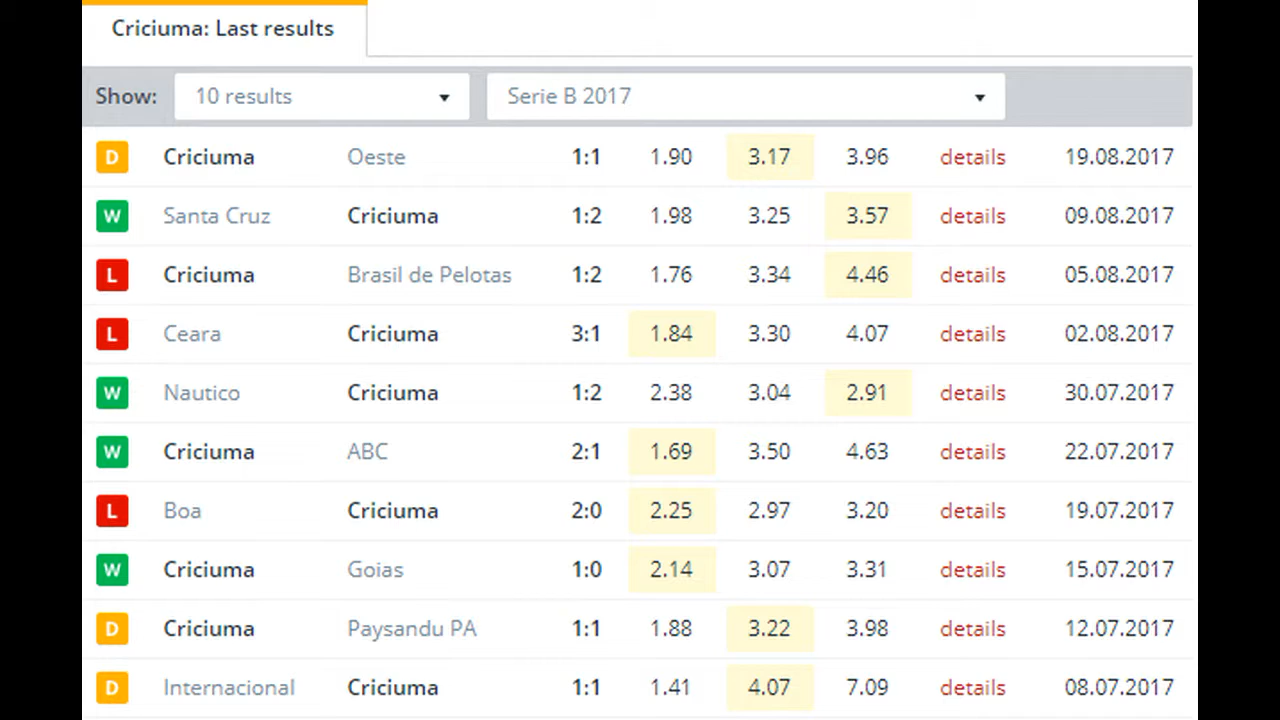 Criciuma: Last results
Show: 10 results Serie B 2017
D Criciuma Oeste 1:1 1.90 3.17 3.96 details 19.08.2017
W Santa Cruz Criciuma 1:2 1.98 3.25 3.57 details 09.08.2017
L Criciuma Brasil de Pelotas 1:2 1.76 3.34 4.46 details 05.08.2017
L Ceara Criciuma 3:1 1.84 3.30 4.07 details 02.08.2017
W Nautico Criciuma 1:2 2.38 3.04 2.91 details 30.07.2017
W Criciuma ABC 2:1 1.69 3.50 4.63 details 22.07.2017
L Boa Criciuma 2:0 2.25 2.97 3.20 details 19.07.2017
W Criciuma Goias 1:0 2.14 3.07 3.31 details 15.07.2017
D Criciuma Paysandu PA 1:1 1.88 3.22 3.98 details 12.07.2017
D Internacional Criciuma 1:1 1.41 4.07 7.09 details 08.07.2017